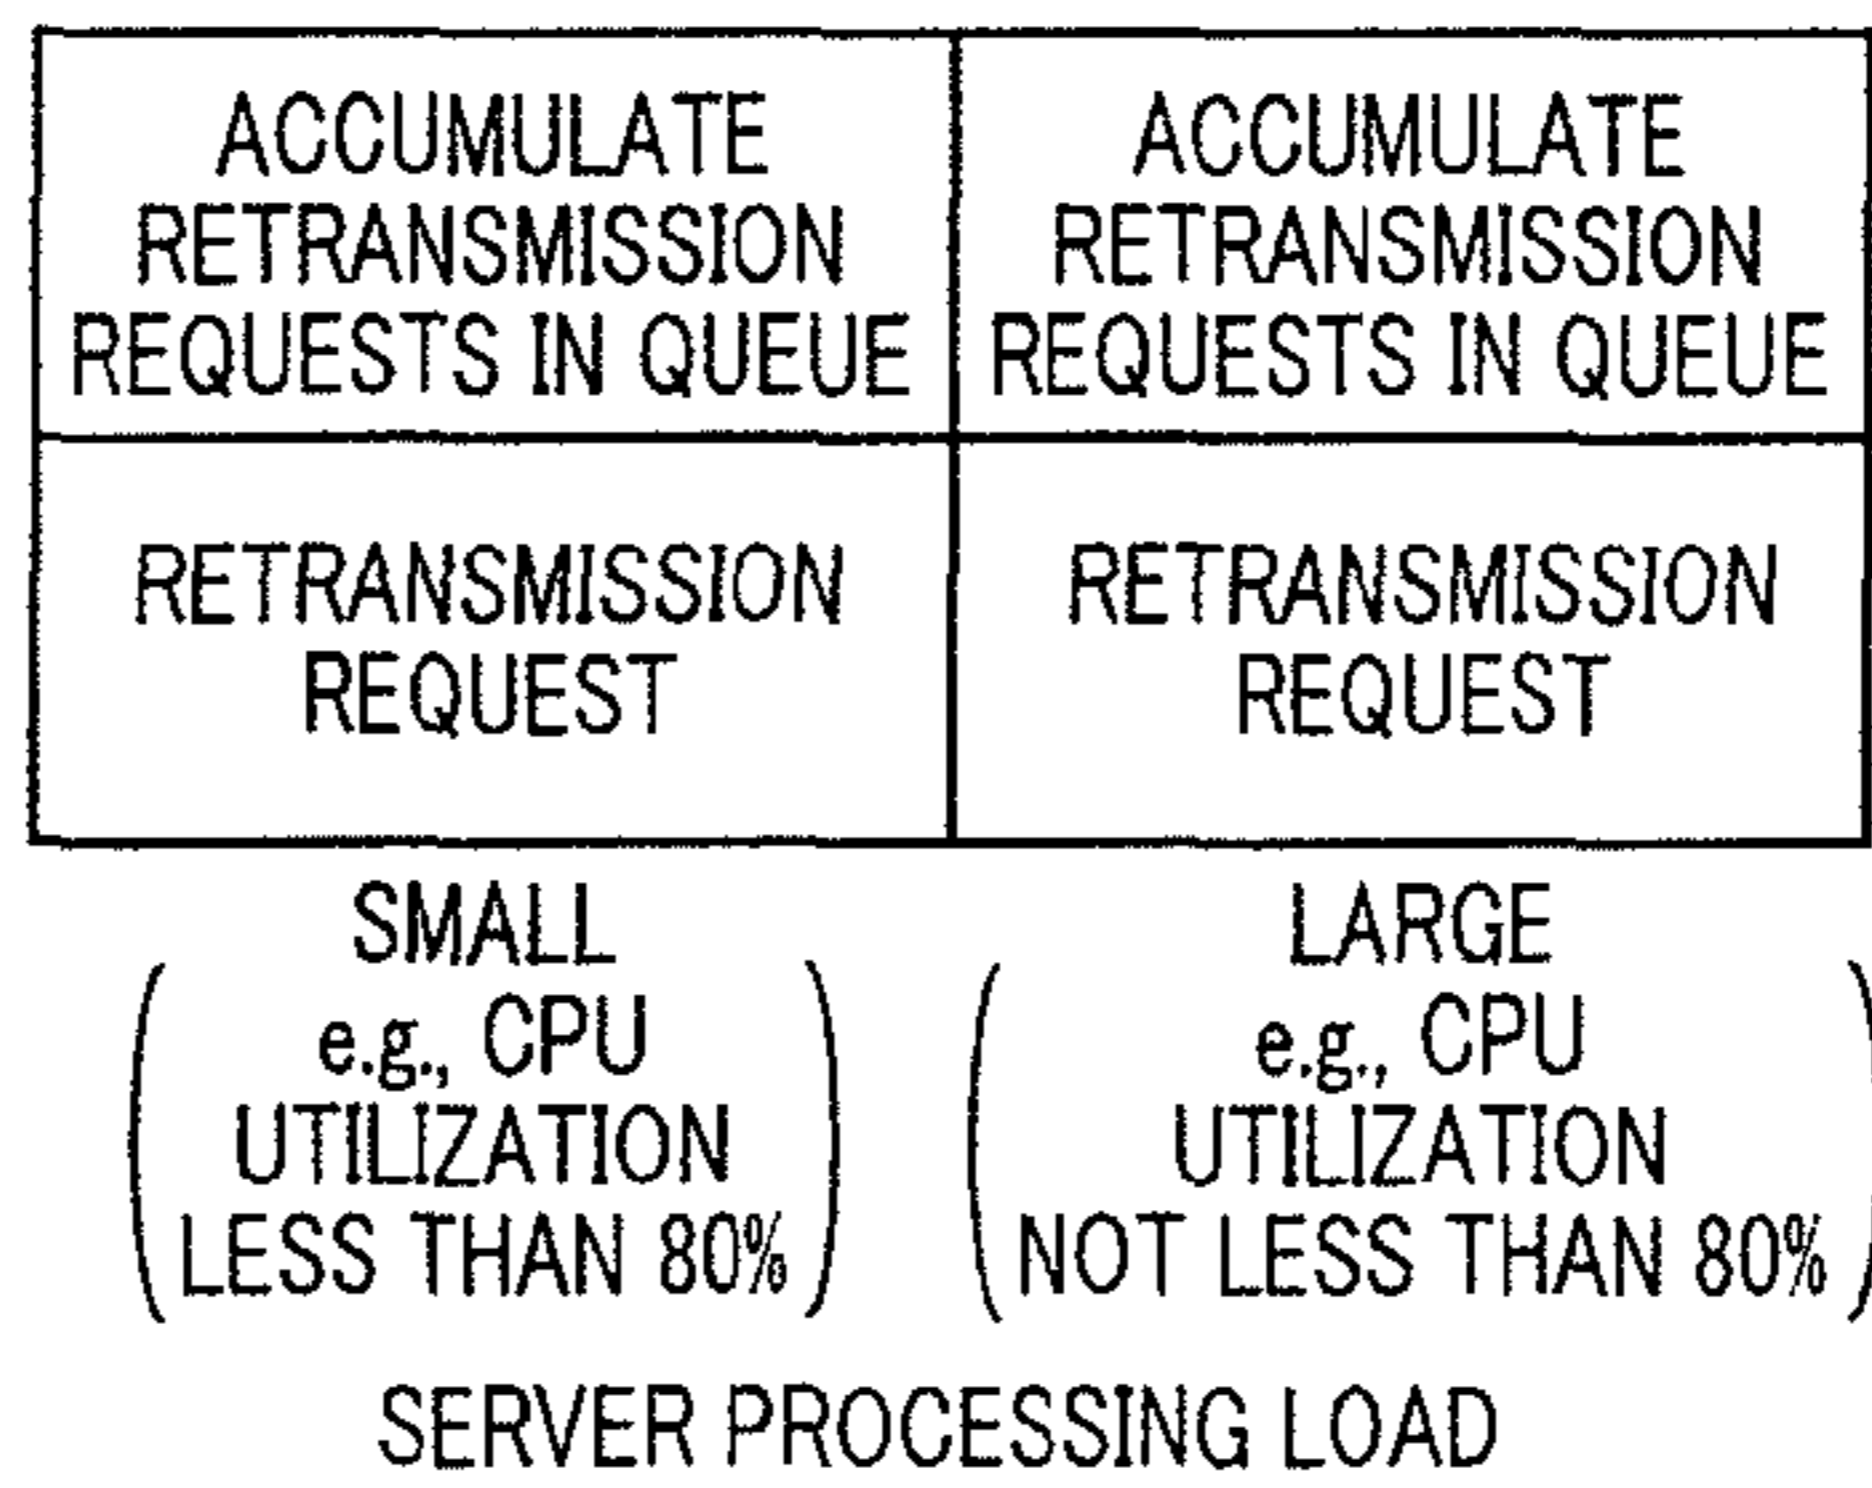 ACCUMULATE
RETRANSMISSION
REQUESTS IN QUEUE
ACCUMULATE
RETRANSMISSION
REQUESTS IN QUEUE
RETRANSMISSION
REQUEST
RETRANSMISSION
REQUEST
SMALL
(e.g., CPU
UTILIZATION
LESS THAN 80%)
LARGE
(e.g., CPU
UTILIZATION
NOT LESS THAN 80%)
SERVER PROCESSING LOAD